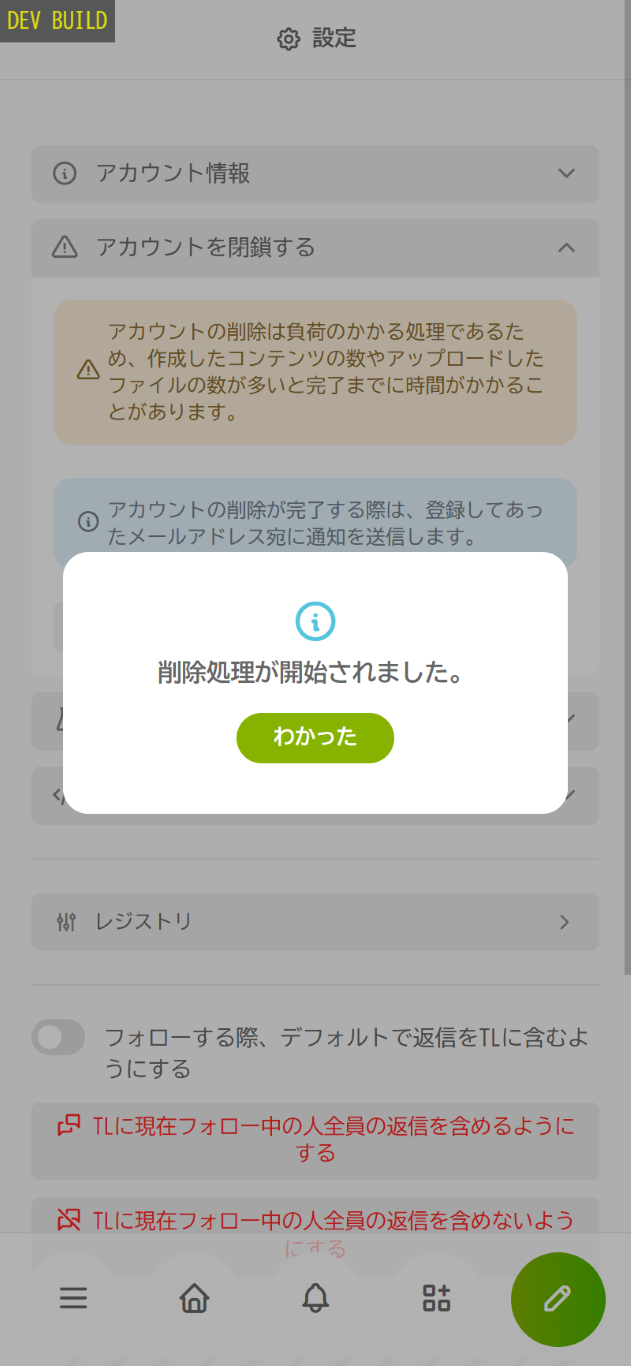 DEV BUILD
設定
アカウント情報
アカウントを閉鎖する
アカウントの削除は負荷のかかる処理であるた
め、作成したコンテンツの数やアップロードした
ファイルの数が多いと完了までに時間がかかるこ
とがあります。
アカウントの削除が完了する際は、登録してあっ
たメールアドレス宛に通知を送信します。
削除処理が開始されました。
わかった
レジストリ
フォローする際、デフォルトで返信をTLに含むよ
うにする
TLに現在フォロー中の人全員の返信を含めるように
する
TLに現在フォロー中の人全員の返信を含めないよう
にする